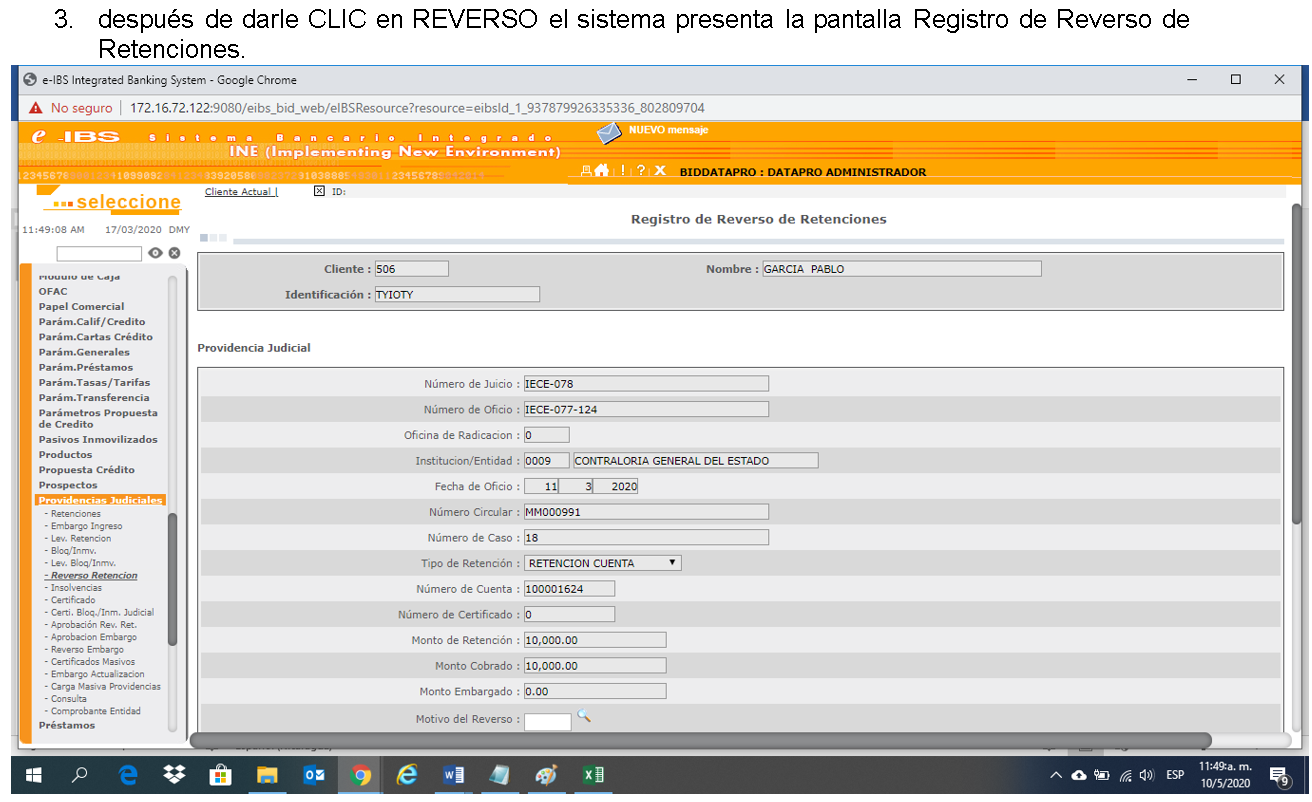 3. después de darle CLIC en REVERSO el sistema presenta la pantalla Registro de Reverso de
Retenciones.
e-IBS Integrated Banking System - Google Chrome
No seguro | 172.16.72.122:9080/eibs_bid_web/eIBSResource?resource=eibsId_1_937879926335336_802809704
e-IBS Sistema Bancario Integrado
NUEVO mensaje
INE (Implementing New Environment)
! ? X BIDDATAPRO : DATAPRO ADMINISTRADOR
seleccione
Cliente Actual |
ID:
11:49:08 AM 17/03/2020 DMY
Registro de Reverso de Retenciones
Modulo de Caja
OFAC
Papel Comercial
Parám.Calif/Credito
Parám.Cartas Crédito
Parám.Generales
Parám.Préstamos
Parám.Tasas/Tarifas
Parám.Transferencia
Parámetros Propuesta
de Credito
Pasivos Inmovilizados
Productos
Propuesta Crédito
Prospectos
Providencias Judiciales
- Retenciones
- Embargo Ingreso
- Lev. Retencion
- Bloq/Inmv.
- Lev. Bloq/Inmv.
- Reverso Retencion
- Insolvencias
- Certificado
- Certi. Bloq./Inm. Judicial
- Aprobación Rev. Ret.
- Aprobacion Embargo
- Reverso Embargo
- Certificados Masivos
- Embargo Actualizacion
- Carga Masiva Providencias
- Consulta
- Comprobante Entidad
Préstamos
Cliente : 506 Nombre : GARCIA PABLO
Identificación : TYIOTY
Providencia Judicial
Número de Juicio : IECE-078
Número de Oficio : IECE-077-124
Oficina de Radicacion : 0
Institucion/Entidad : 0009 CONTRALORIA GENERAL DEL ESTADO
Fecha de Oficio : 11 3 2020
Número Circular : MM000991
Número de Caso : 18
Tipo de Retención : RETENCION CUENTA
Número de Cuenta : 100001624
Número de Certificado : 0
Monto de Retención : 10,000.00
Monto Cobrado : 10,000.00
Monto Embargado : 0.00
Motivo del Reverso :
ESP
11:49 a. m.
10/5/2020
9